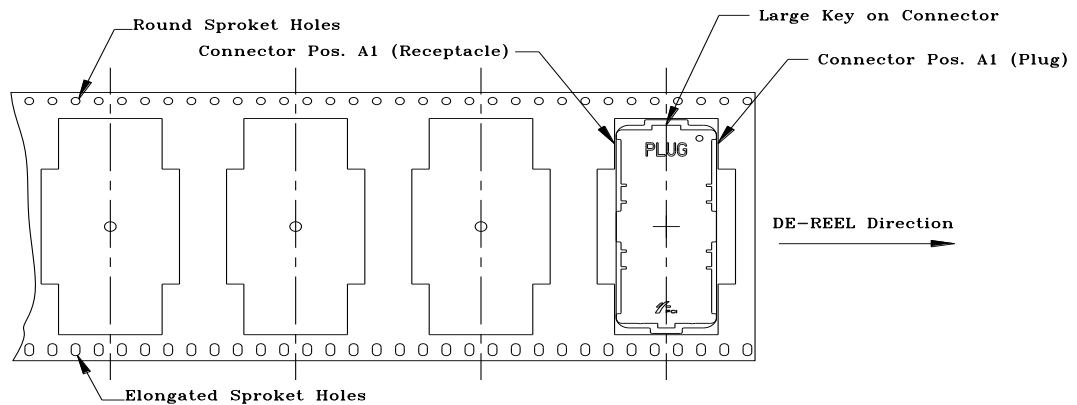 Round Sproket Holes
Large Key on Connector
Connector Pos. A1 (Receptacle)
Connector Pos. A1 (Plug)
PLUG
DE-REEL Direction
FCI
Elongated Sproket Holes